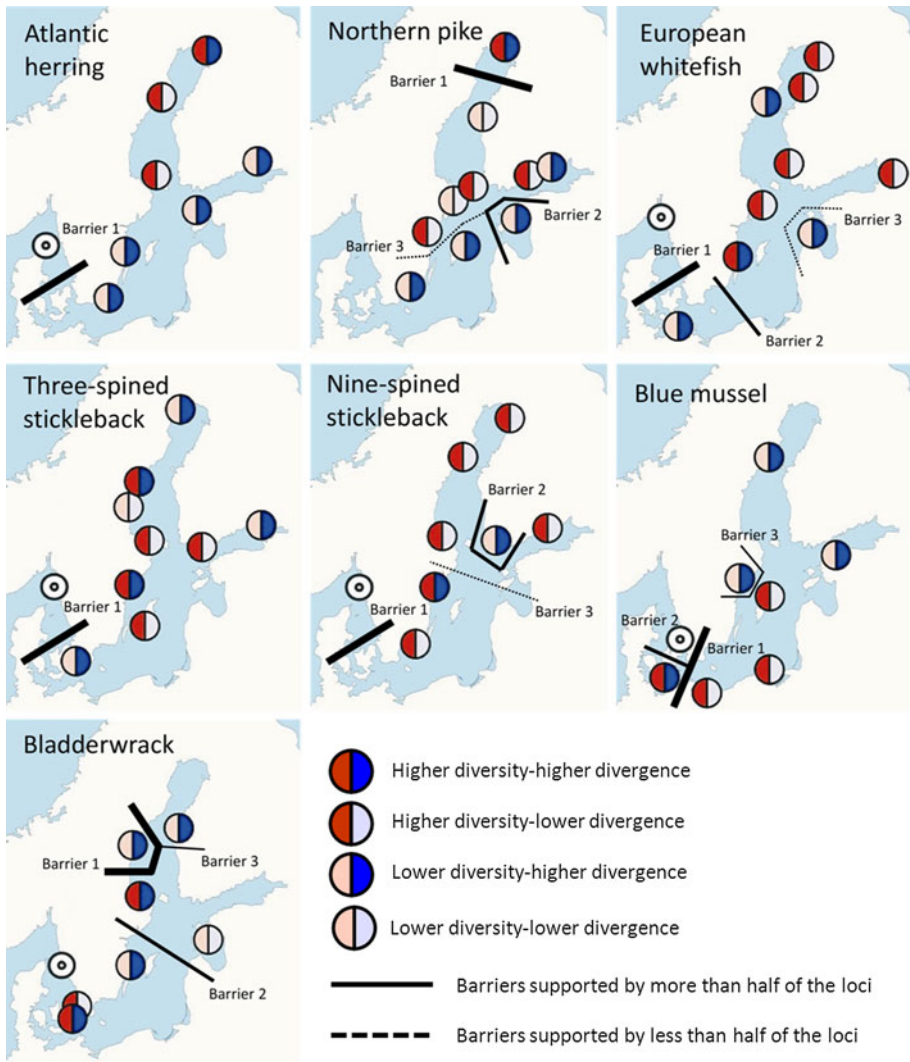 Atlantic
herring
Barrier 1
Northern pike
Barrier 1
Barrier 2
Barrier 3
European
whitefish
Barrier 3
Barrier 1
Barrier 2
Three-spined
stickleback
Barrier 1
Nine-spined
stickleback
Barrier 2
Barrier 1
Barrier 3
Blue mussel
Barrier 3
Barrier 2
Barrier 1
Bladderwrack
Barrier 1
Barrier 3
Barrier 2
Higher diversity-higher divergence
Higher diversity-lower divergence
Lower diversity-higher divergence
Lower diversity-lower divergence
Barriers supported by more than half of the loci
Barriers supported by less than half of the loci